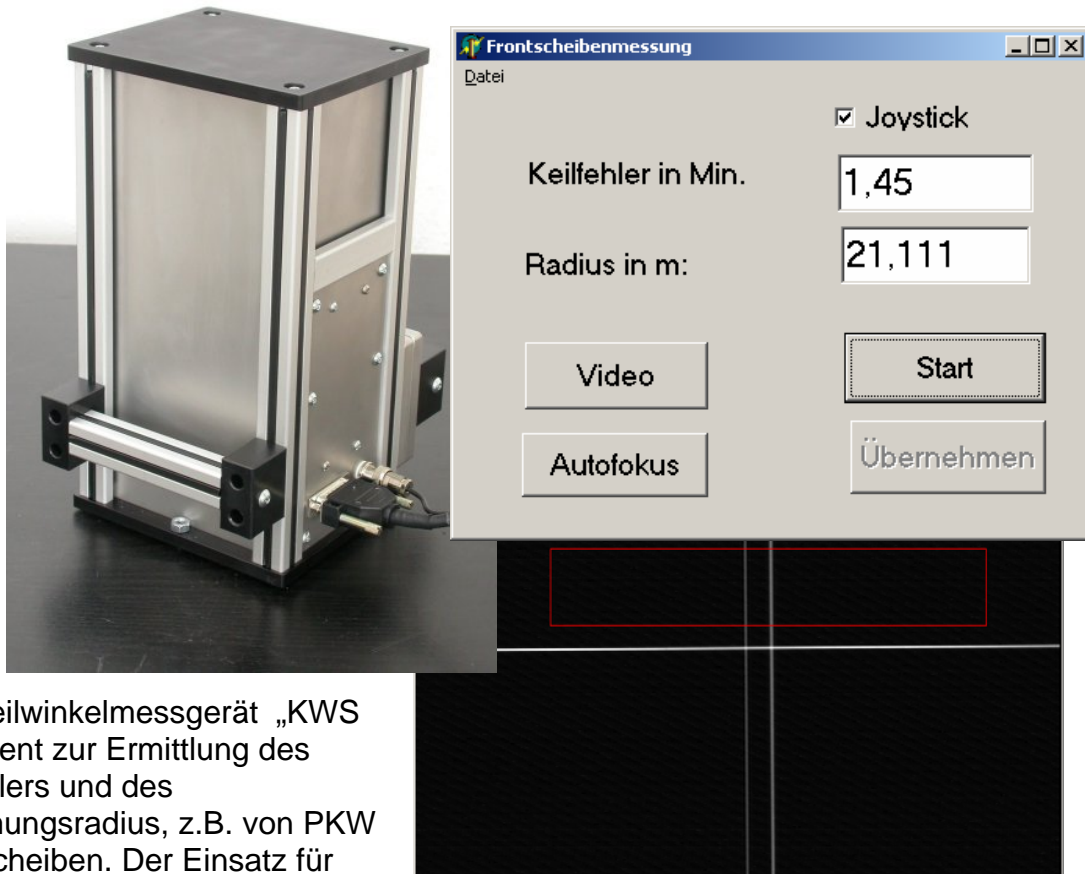 Frontscheibenmessung
Datei
Joystick
Keilfehler in Min.
1,45
Radius in m:
21,111
Video
Start
Autofokus
Übernehmen
eilwinkelmessgerät „KWS
ent zur Ermittlung des
lers und des
nungsradius, z.B. von PKW
cheiben. Der Einsatz für